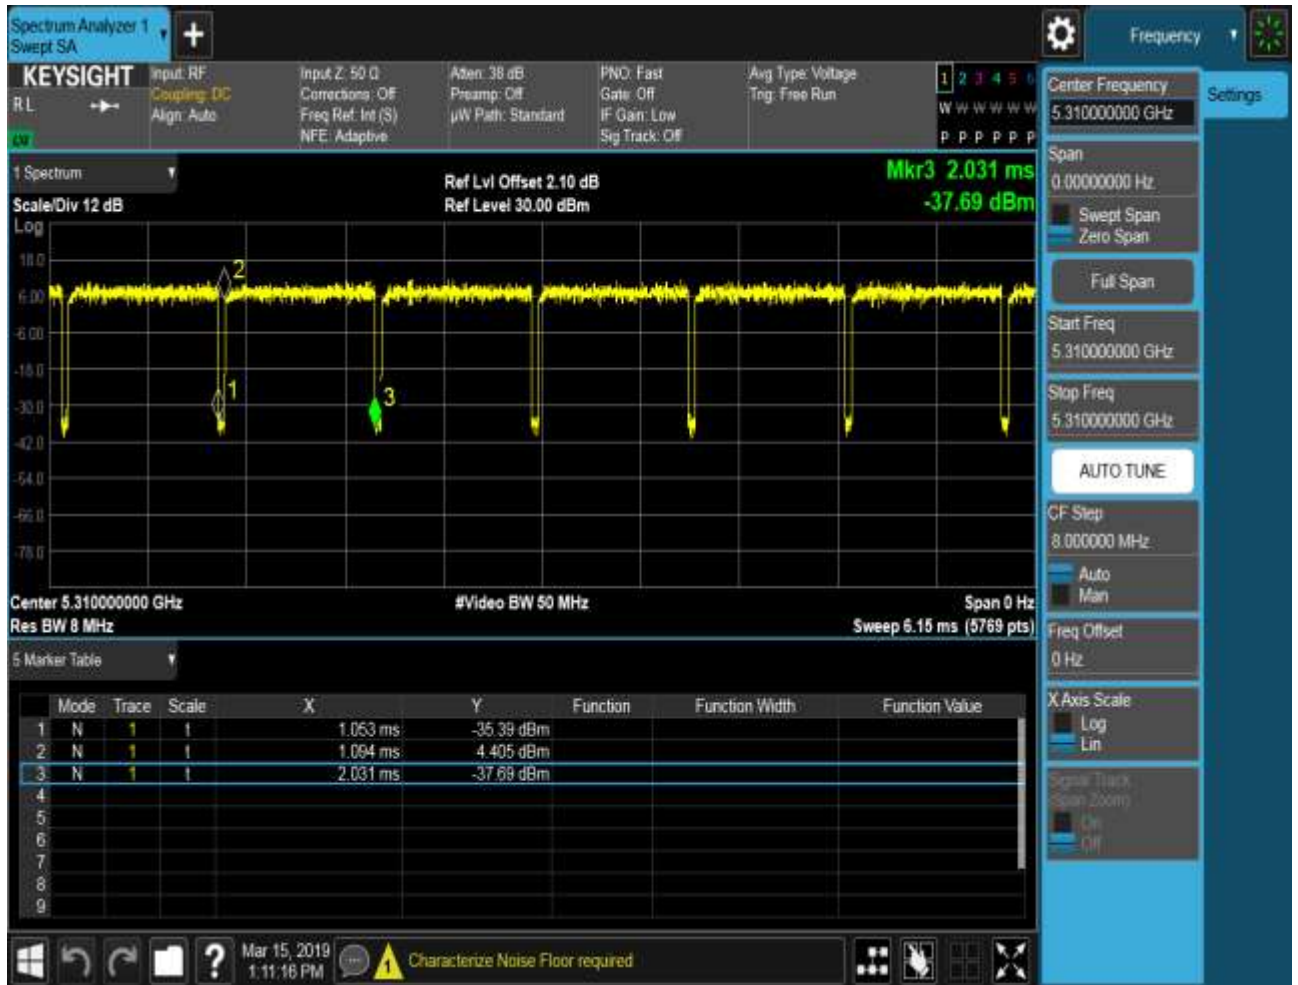 Spectrum Analyzer 1
Swept SA
Frequency
KEYSIGHT
RL
Input: RF
Coupling: DC
Align: Auto
Input Z: 50 Ω
Corrections: Off
Freq Ref: Int (S)
NFE: Adaptive
Atten: 38 dB
Preamp: Off
µW Path: Standard
PNO: Fast
Gate: Off
IF Gain: Low
Sig Track: Off
Avg Type: Voltage
Trig: Free Run
1 2 3 4 5 6
W W W W W W
P P P P P P
1 Spectrum
Scale/Div 12 dB
Log
Ref Lvl Offset 2.10 dB
Ref Level 30.00 dBm
Mkr3 2.031 ms
-37.69 dBm
18.0
6.00
-6.00
-18.0
-30.0
-42.0
-54.0
-66.0
-78.0
1
2
3
Center 5.310000000 GHz
Res BW 8 MHz
#Video BW 50 MHz
Span 0 Hz
Sweep 6.15 ms (5769 pts)
5 Marker Table
Mode Trace Scale X Y Function Function Width Function Value
1 N 1 t 1.053 ms -35.39 dBm
2 N 1 t 1.094 ms 4.405 dBm
3 N 1 t 2.031 ms -37.69 dBm
4
5
6
7
8
9
Mar 15, 2019
1:11:16 PM
?
1
Characterize Noise Floor required
Center Frequency
5.310000000 GHz
Settings
Span
0.00000000 Hz
Swept Span
Zero Span
Full Span
Start Freq
5.310000000 GHz
Stop Freq
5.310000000 GHz
AUTO TUNE
CF Step
8.000000 MHz
Auto
Man
Freq Offset
0 Hz
X Axis Scale
Log
Lin
Signal Track
(Span Zoom)
On
Off